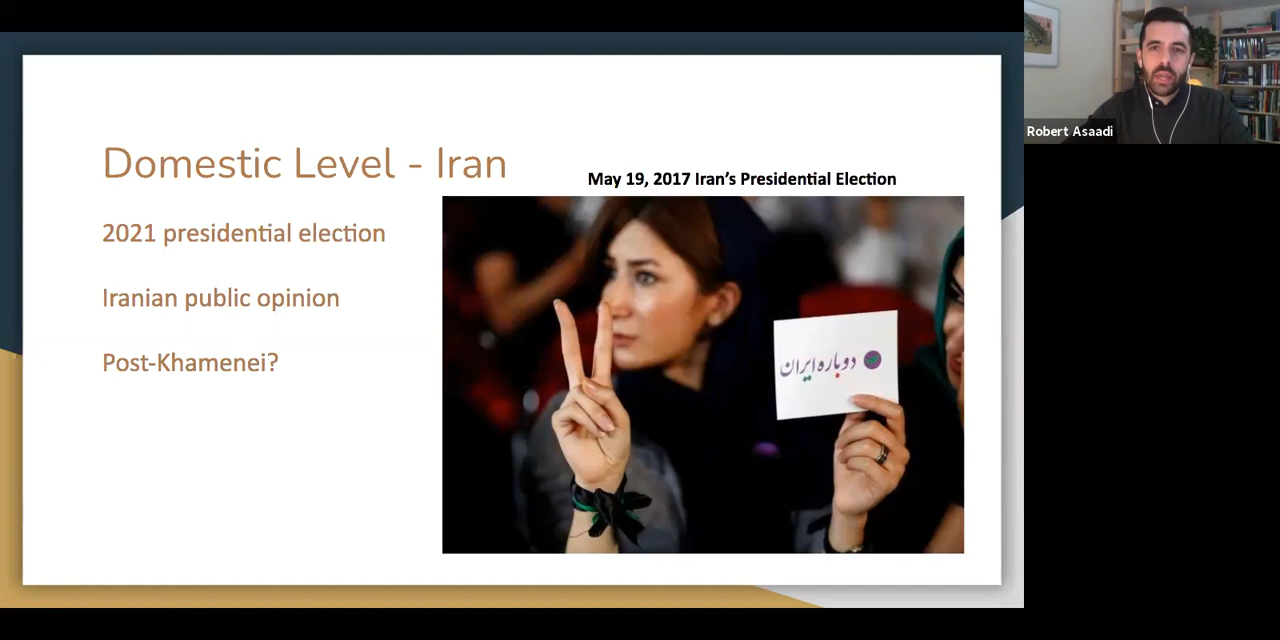 Domestic Level - Iran
May 19, 2017 Iran’s Presidential Election
2021 presidential election
Iranian public opinion
Post-Khamenei?
دوباره ایران
Robert Asaadi